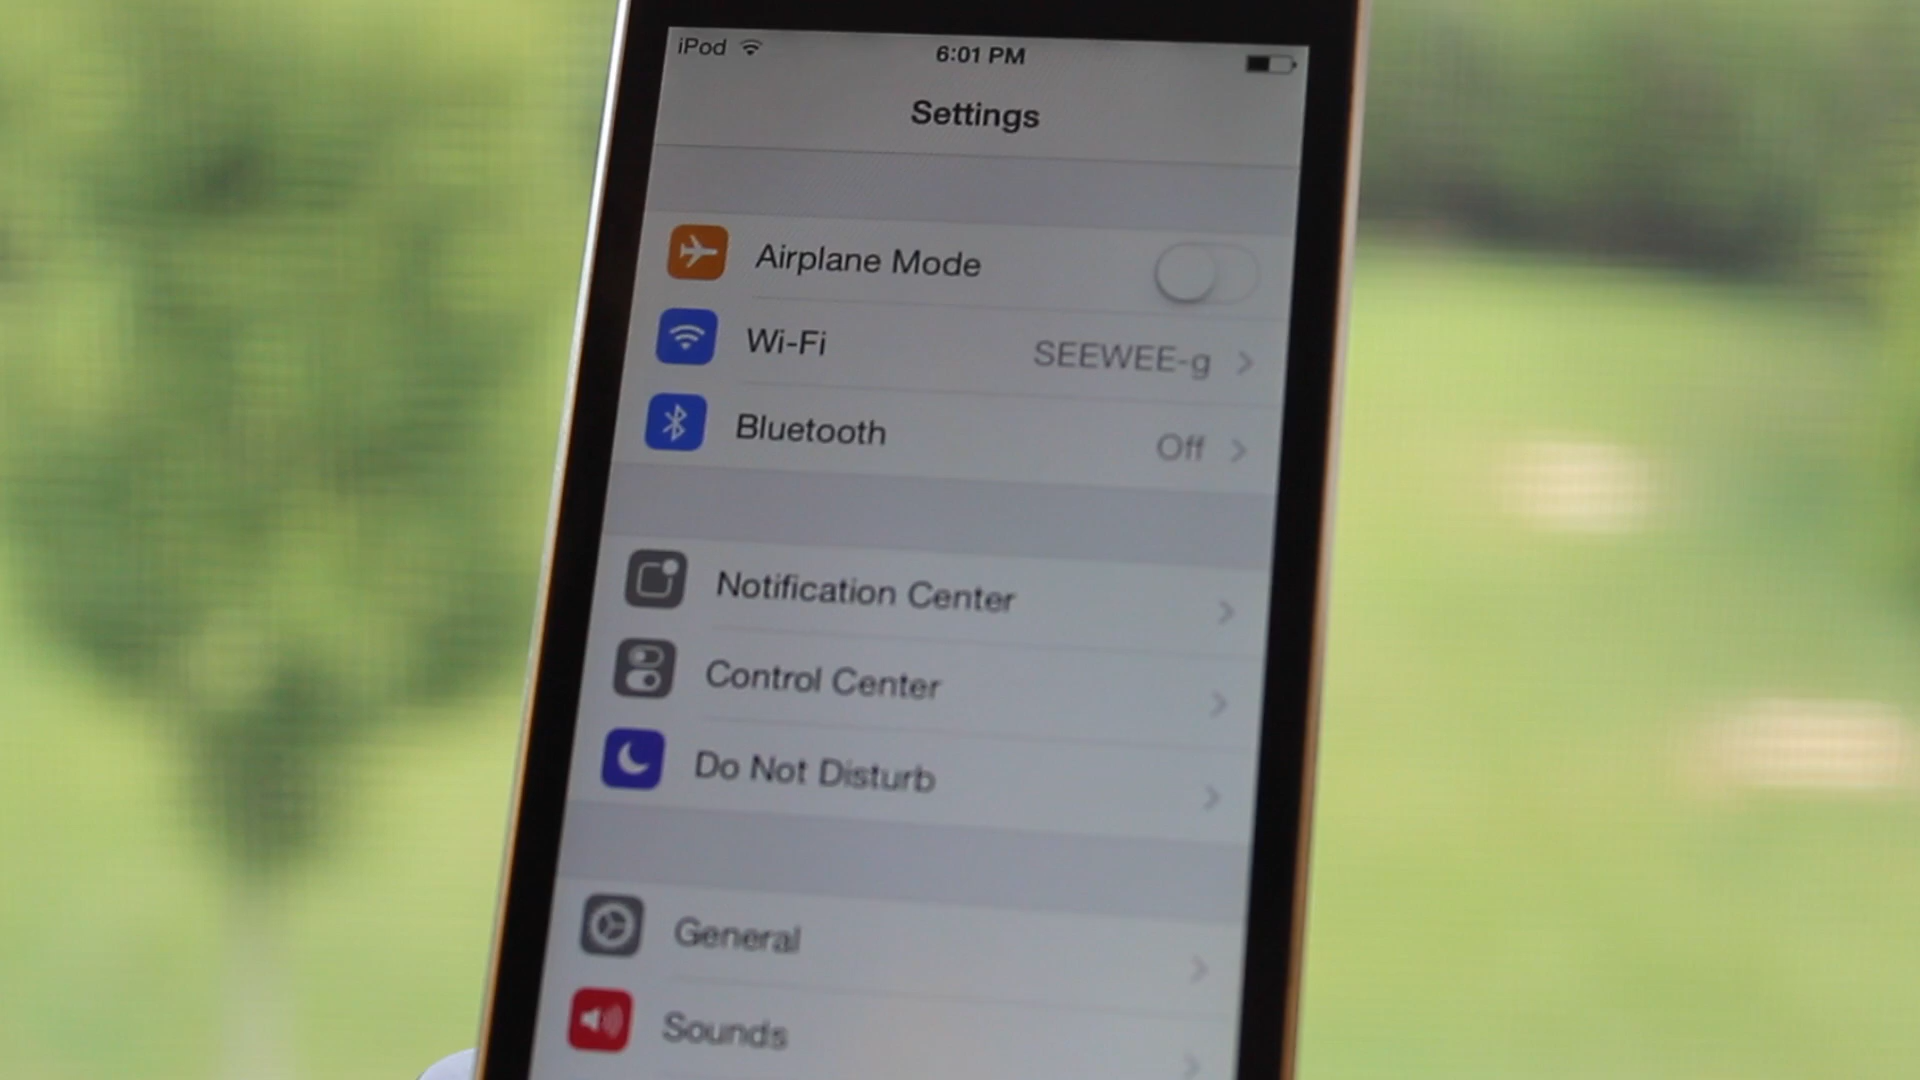 iPod 6:01 PM
Settings
Airplane Mode
Wi-Fi SEEWEE-g
Bluetooth Off
Notification Center
Control Center
Do Not Disturb
General
Sounds